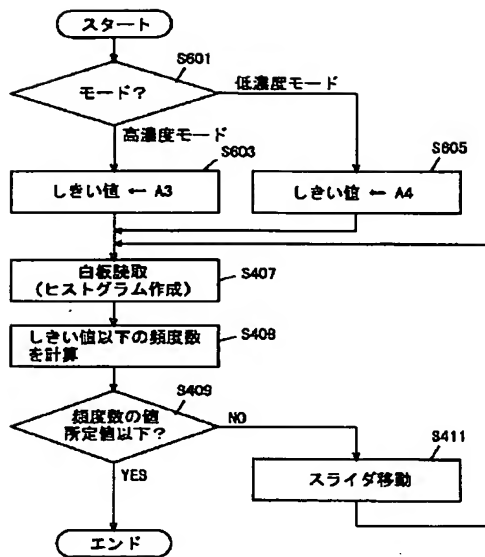 スタート
S601
モード?
低濃度モード
高濃度モード
S603
S605
しきい値 ← A3
しきい値 ← A4
白板読取
(ヒストグラム作成)
S407
しきい値以下の頻度数
を計算
S408
S409
頻度数の値
所定値以下?
NO
S411
YES
スライダ移動
エンド